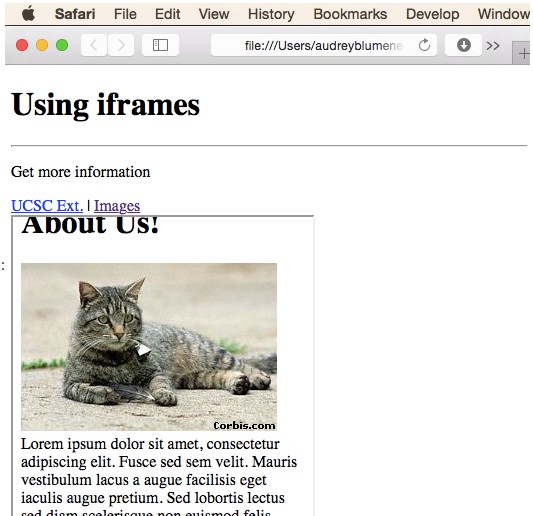 Safari File Edit View History Bookmarks Develop Window
file:///Users/audreyblumene
Using iframes
Get more information
UCSC Ext. | Images
About Us!
:
Corbis.com
Lorem ipsum dolor sit amet, consectetur
adipiscing elit. Fusce sed sem velit. Mauris
vestibulum lacus a augue facilisis eget
iaculis augue pretium. Sed lobortis lectus
sed diam scelerisque non euismod felis